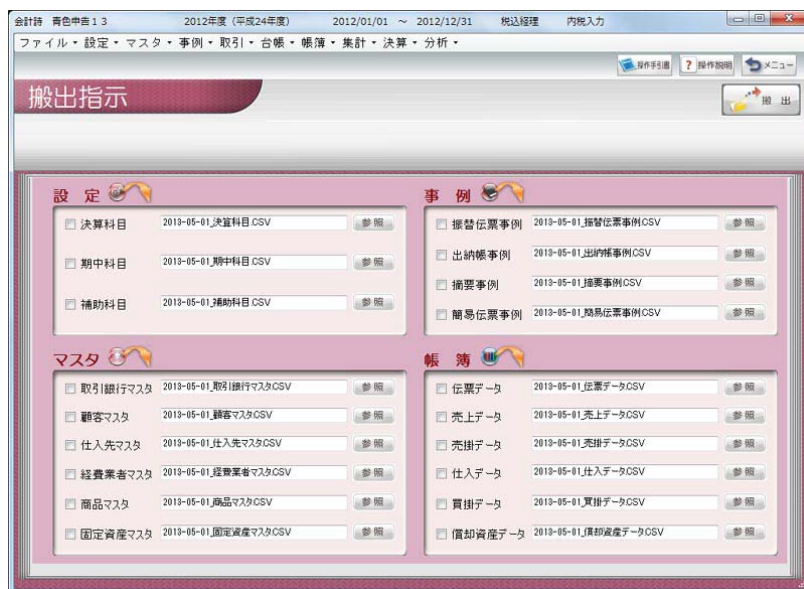 会計詩 青色申告13 2012年度（平成24年度） 2012/01/01 ～ 2012/12/31 税込経理 内税入力
ファイル・設定・マスタ・事例・取引・台帳・帳簿・集計・決算・分析・
操作手引書 操作説明 メニュー
搬出指示
搬 出
設 定
決算科目 2013-05-01_決算科目.CSV 参照
期中科目 2013-05-01_期中科目.CSV 参照
補助科目 2013-05-01_補助科目.CSV 参照
事 例
振替伝票事例 2013-05-01_振替伝票事例.CSV 参照
出納帳事例 2013-05-01_出納帳事例.CSV 参照
摘要事例 2013-05-01_摘要事例.CSV 参照
簡易伝票事例 2013-05-01_簡易伝票事例.CSV 参照
マスタ
取引銀行マスタ 2013-05-01_取引銀行マスタ.CSV 参照
顧客マスタ 2013-05-01_顧客マスタ.CSV 参照
仕入先マスタ 2013-05-01_仕入先マスタ.CSV 参照
経費業者マスタ 2013-05-01_経費業者マスタ.CSV 参照
商品マスタ 2013-05-01_商品マスタ.CSV 参照
固定資産マスタ 2013-05-01_固定資産マスタ.CSV 参照
帳 簿
伝票データ 2013-05-01_伝票データ.CSV 参照
売上データ 2013-05-01_売上データ.CSV 参照
売掛データ 2013-05-01_売掛データ.CSV 参照
仕入データ 2013-05-01_仕入データ.CSV 参照
買掛データ 2013-05-01_買掛データ.CSV 参照
償却資産データ 2013-05-01_償却資産データ.CSV 参照